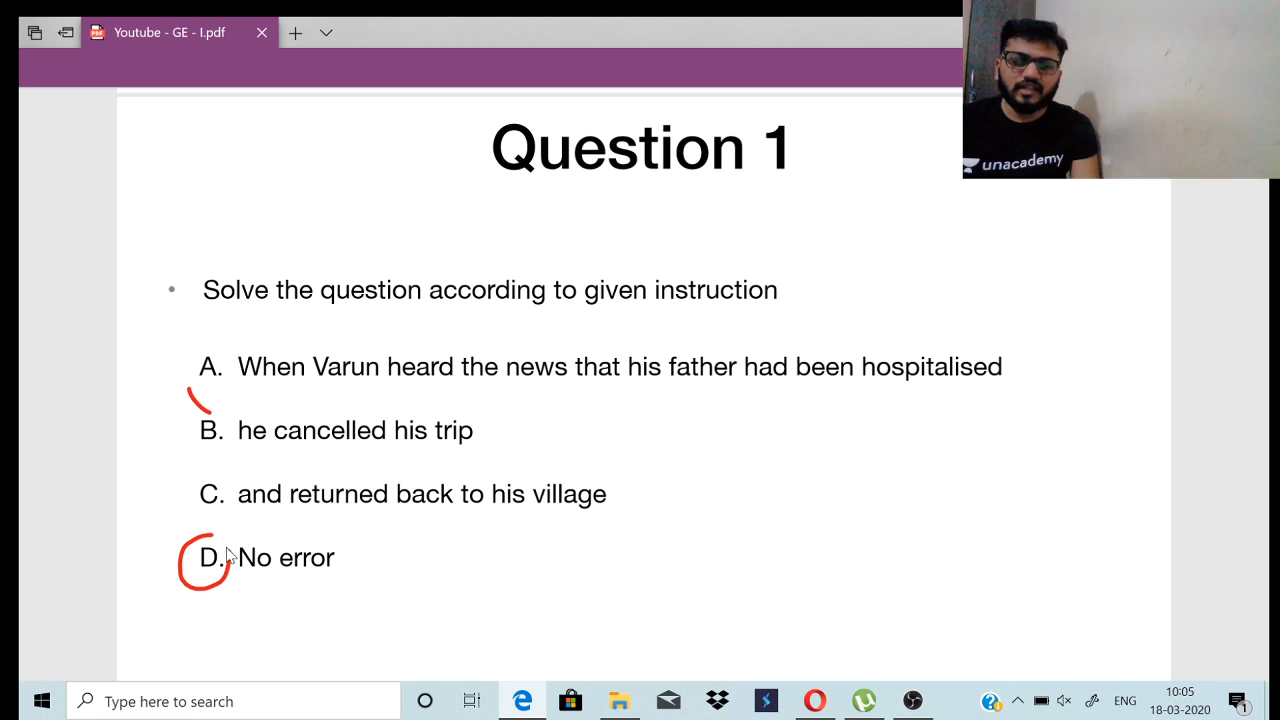 Youtube - GE - I.pdf
unacademy
Question 1
• Solve the question according to given instruction
A. When Varun heard the news that his father had been hospitalised
B. he cancelled his trip
C. and returned back to his village
D. No error
Type here to search
ENG
10:05
18-03-2020
1